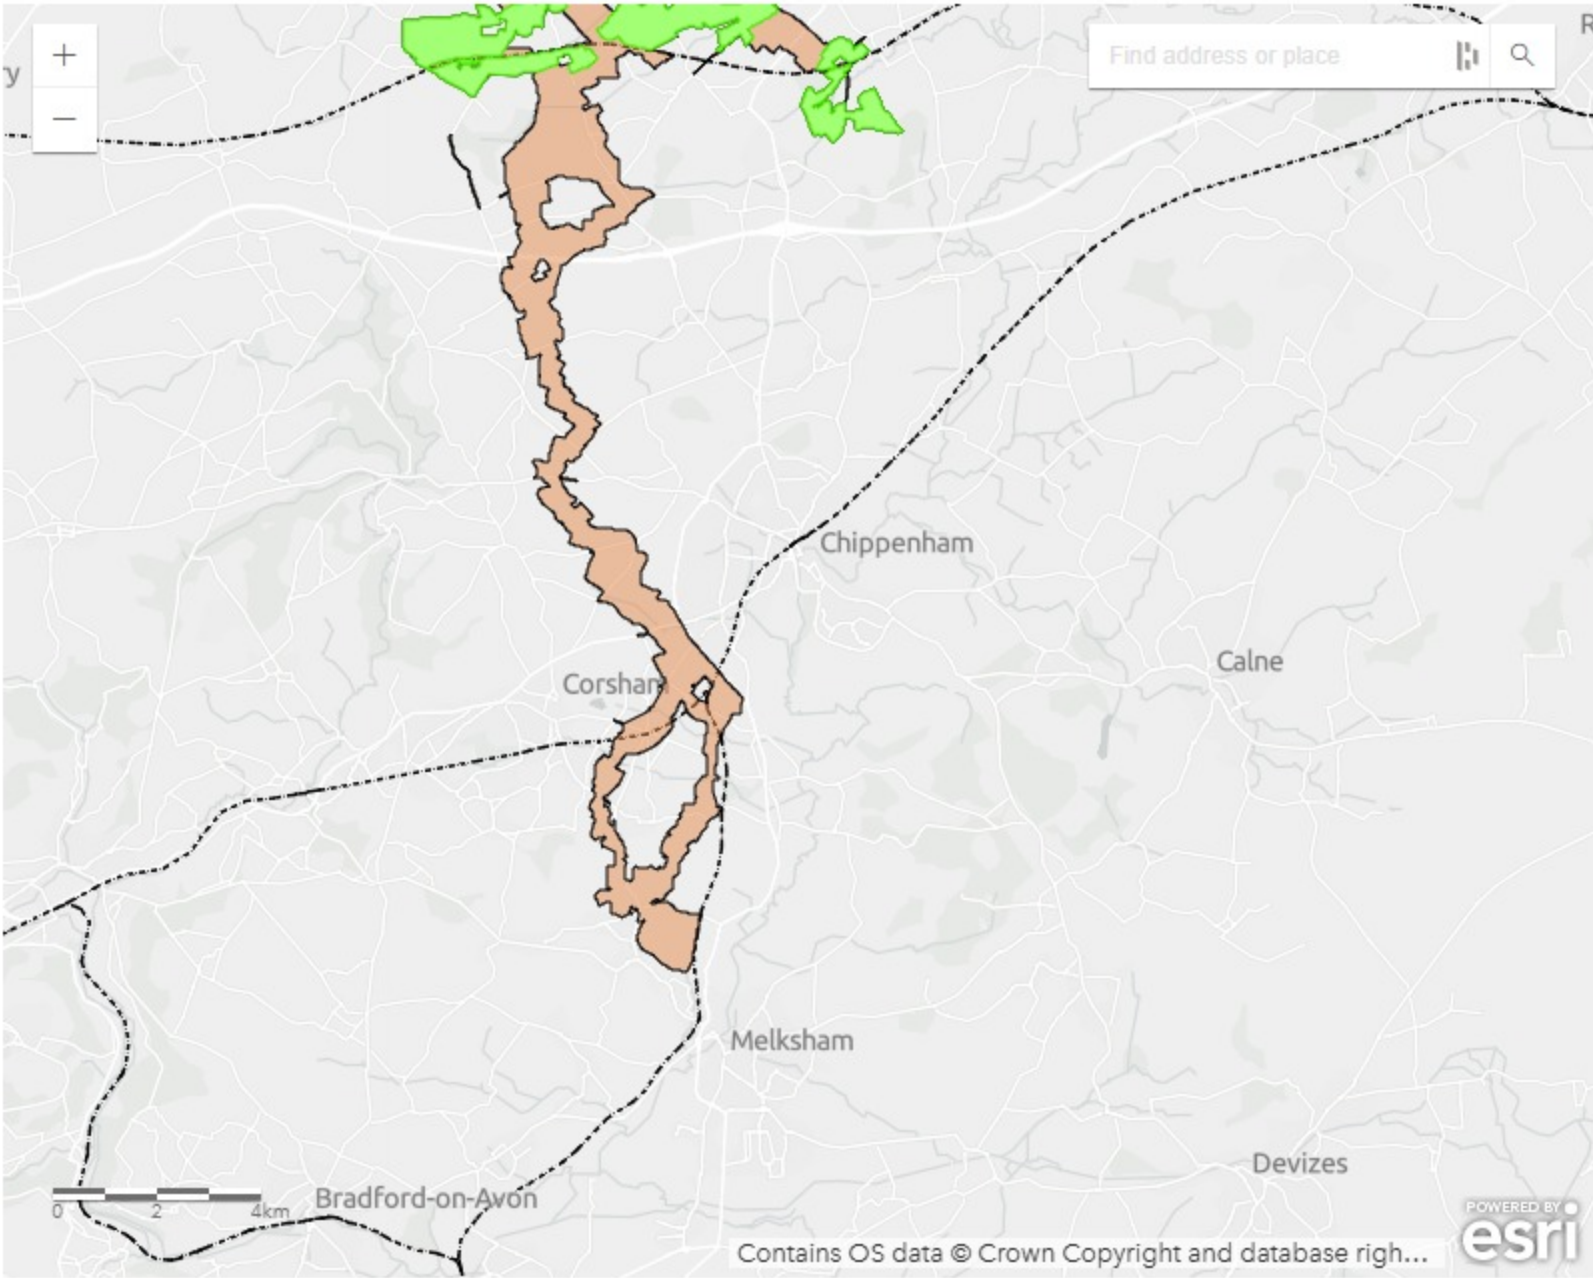 R
Find address or place
ry
Chippenham
Calne
Corsham
Melksham
Devizes
Bradford-on-Avon
0 2 4km
POWERED BY
esri
Contains OS data © Crown Copyright and database righ...